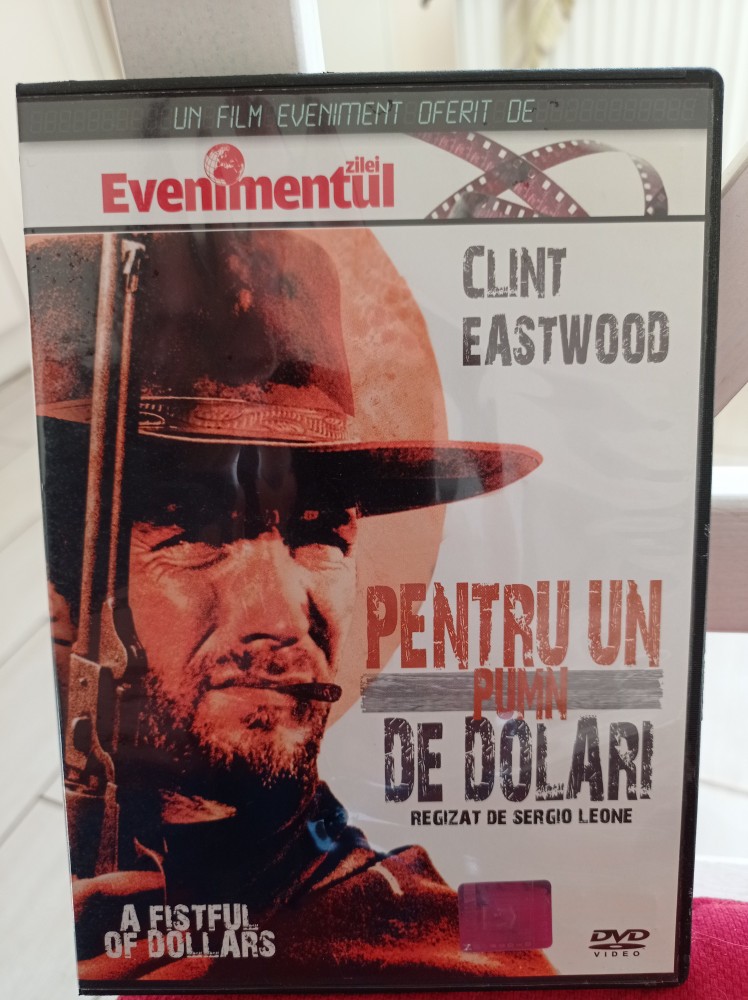 UN FILM EVENIMENT OFERIT DE
Evenimentul zilei
CLINT
EASTWOOD
PENTRU UN
PUMN
DE DOLARI
REGIZAT DE SERGIO LEONE
A FISTFUL
OF DOLLARS
DVD
VIDEO